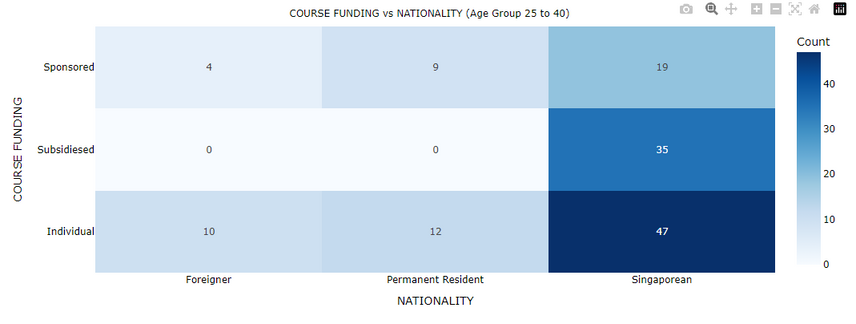 COURSE FUNDING vs NATIONALITY (Age Group 25 to 40)
Count
COURSE FUNDING
Sponsored 4 9 19
Subsidiesed 0 0 35
Individual 10 12 47
40
30
20
10
0
Foreigner Permanent Resident Singaporean
NATIONALITY